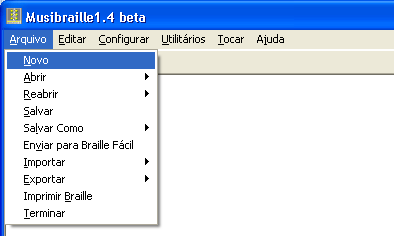 Musibraille1.4 beta
Arquivo Editar Configurar Utilitários Tocar Ajuda
Novo
Abrir
Reabrir
Salvar
Salvar Como
Enviar para Braille Fácil
Importar
Exportar
Imprimir Braille
Terminar